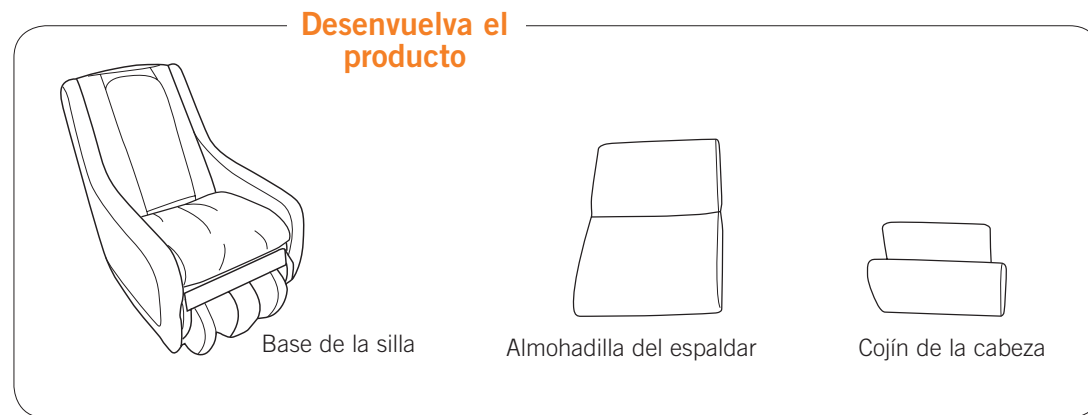 Desenvuelva el
producto
Base de la silla
Almohadilla del espaldar
Cojín de la cabeza